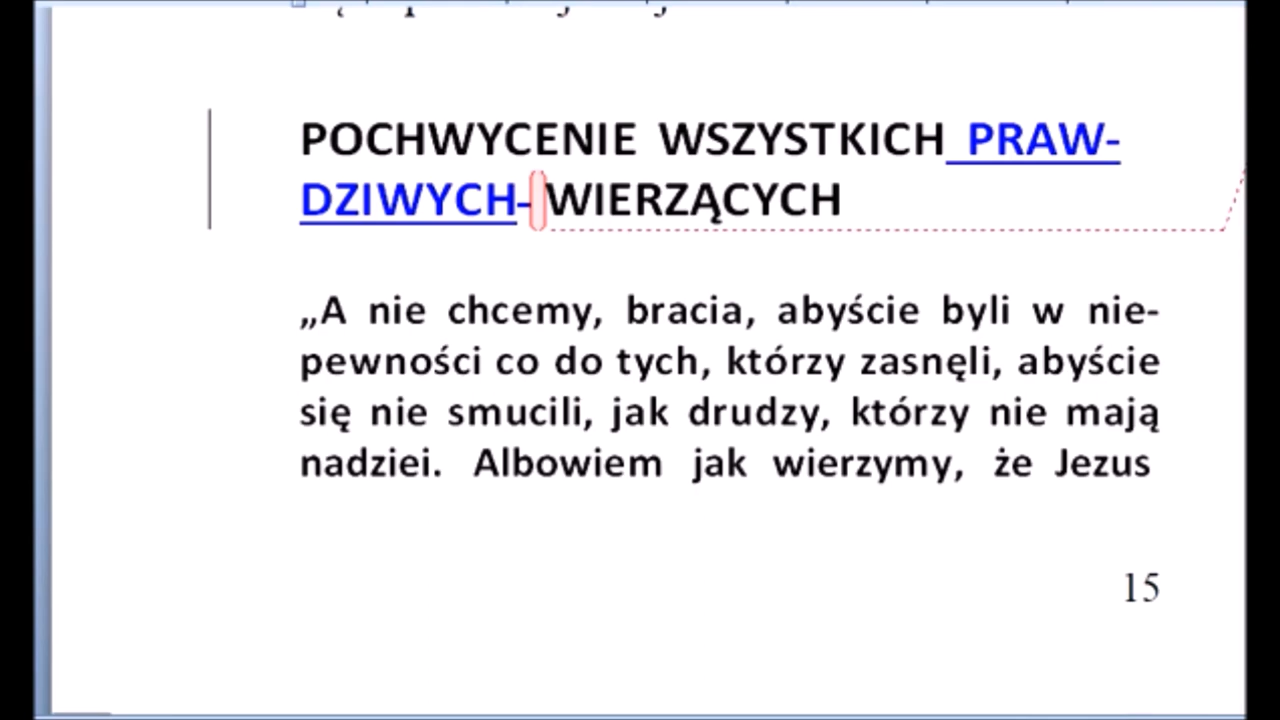 POCHWYCENIE WSZYSTKICH PRAW-
DZIWYCH- WIERZĄCYCH
„A nie chcemy, bracia, abyście byli w nie-
pewności co do tych, którzy zasnęli, abyście
się nie smucili, jak drudzy, którzy nie mają
nadziei. Albowiem jak wierzymy, że Jezus
15